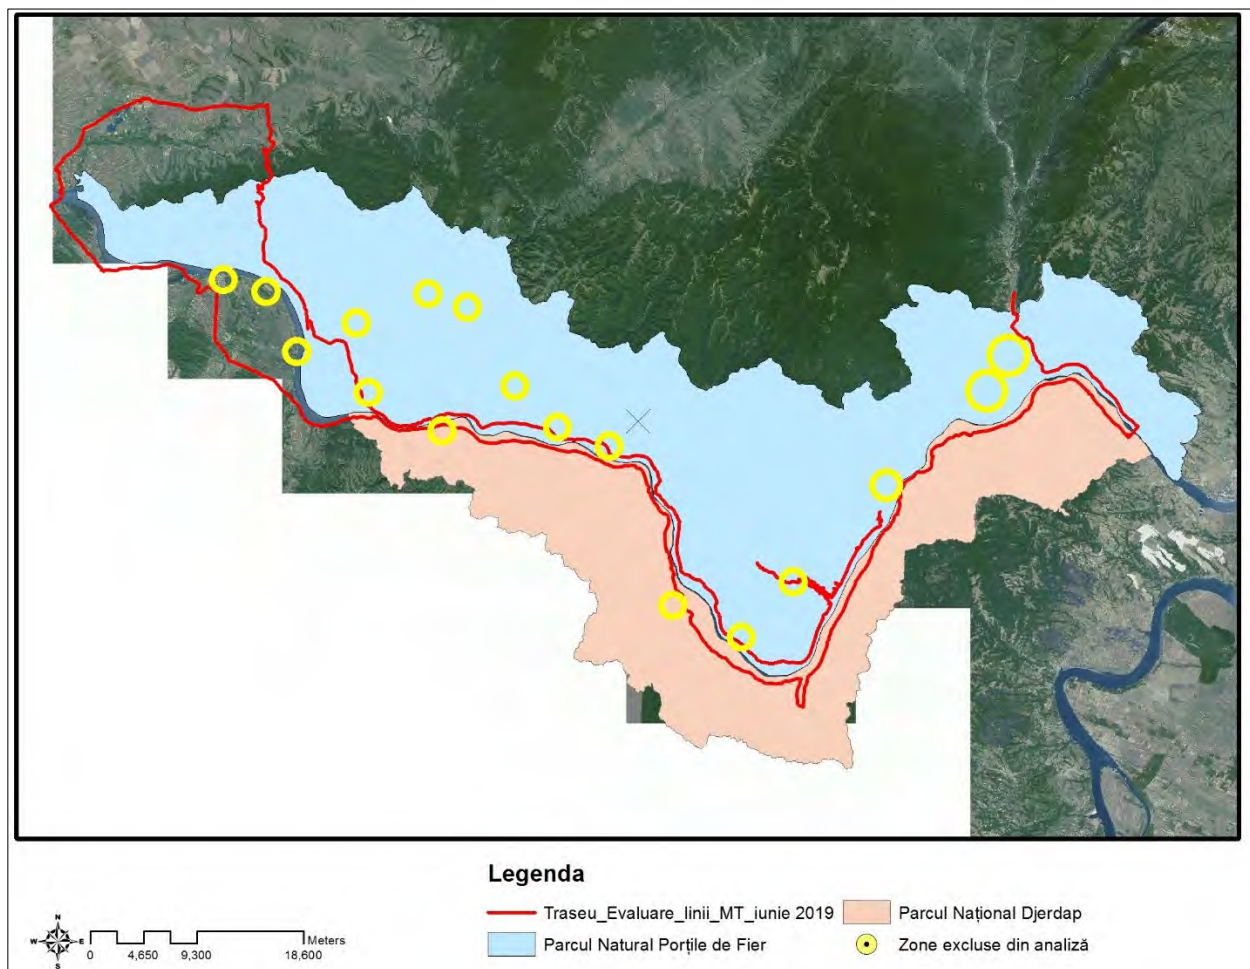 Legenda
Traseu_Evaluare_linii_MT_iunie 2019
Parcul Național Djerdap
Parcul Natural Porțile de Fier
Zone excluse din analiză
N
W
E
S
Meters
0 4,650 9,300 18,600